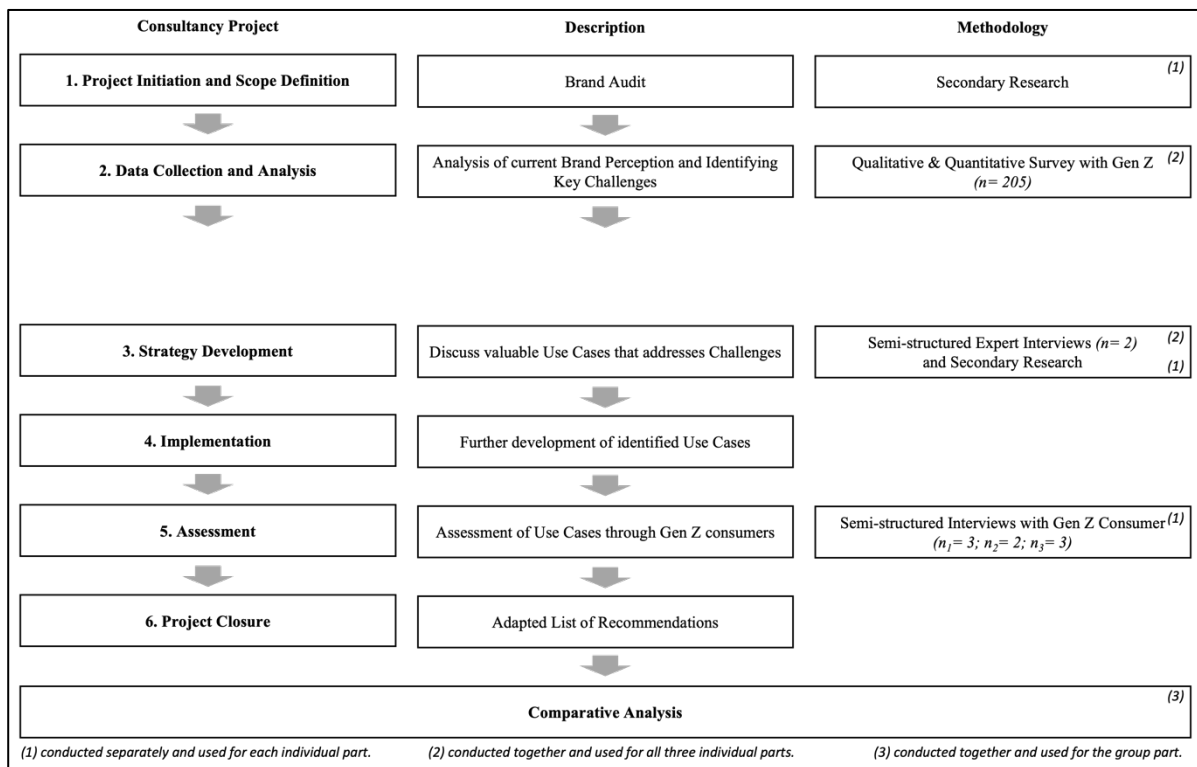 Consultancy Project
Description
Methodology
1. Project Initiation and Scope Definition
Brand Audit
Secondary Research
(1)
2. Data Collection and Analysis
Analysis of current Brand Perception and Identifying
Key Challenges
Qualitative & Quantitative Survey with Gen Z
(n= 205)
(2)
3. Strategy Development
Discuss valuable Use Cases that addresses Challenges
Semi-structured Expert Interviews (n= 2)
and Secondary Research
(2)
(1)
4. Implementation
Further development of identified Use Cases
5. Assessment
Assessment of Use Cases through Gen Z consumers
Semi-structured Interviews with Gen Z Consumer
(n1= 3; n2= 2; n3= 3)
(1)
6. Project Closure
Adapted List of Recommendations
Comparative Analysis
(3)
(1) conducted separately and used for each individual part.
(2) conducted together and used for all three individual parts.
(3) conducted together and used for the group part.